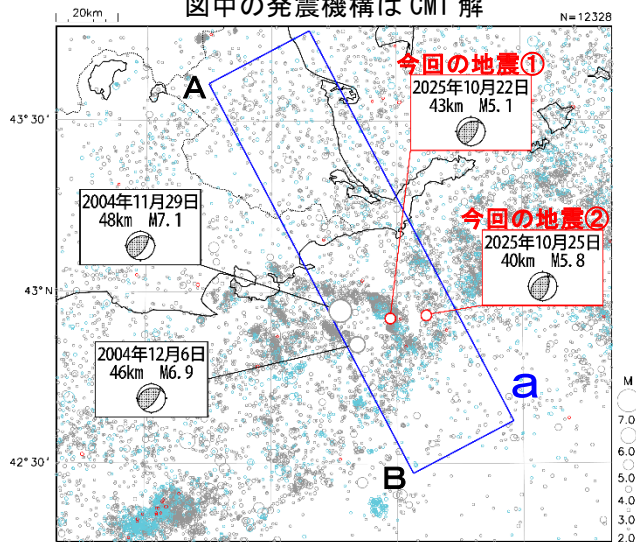 図中の発震機構は CMT 解
20km
N=12328
A
今回の地震①
2025年10月22日
43km M5.1
43°30'
2004年11月29日
48km M7.1
今回の地震②
2025年10月25日
40km M5.8
43°N
2004年12月6日
46km M6.9
a
B
42°30'
M
7.0
6.0
5.0
4.0
3.0
2.0